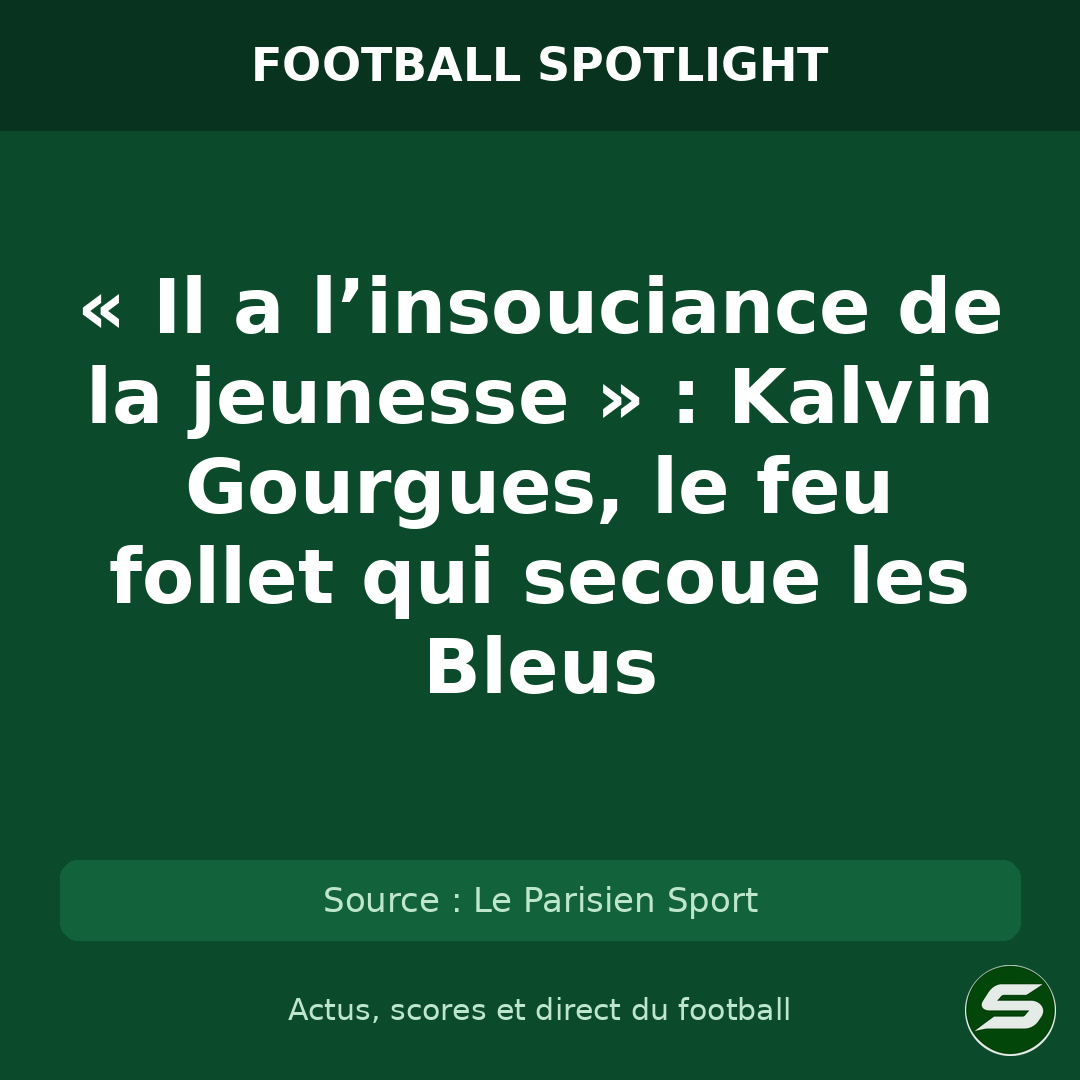 FOOTBALL SPOTLIGHT
« Il a l’insouciance de
la jeunesse » : Kalvin
Gourgues, le feu
follet qui secoue les
Bleus
Source : Le Parisien Sport
Actus, scores et direct du football